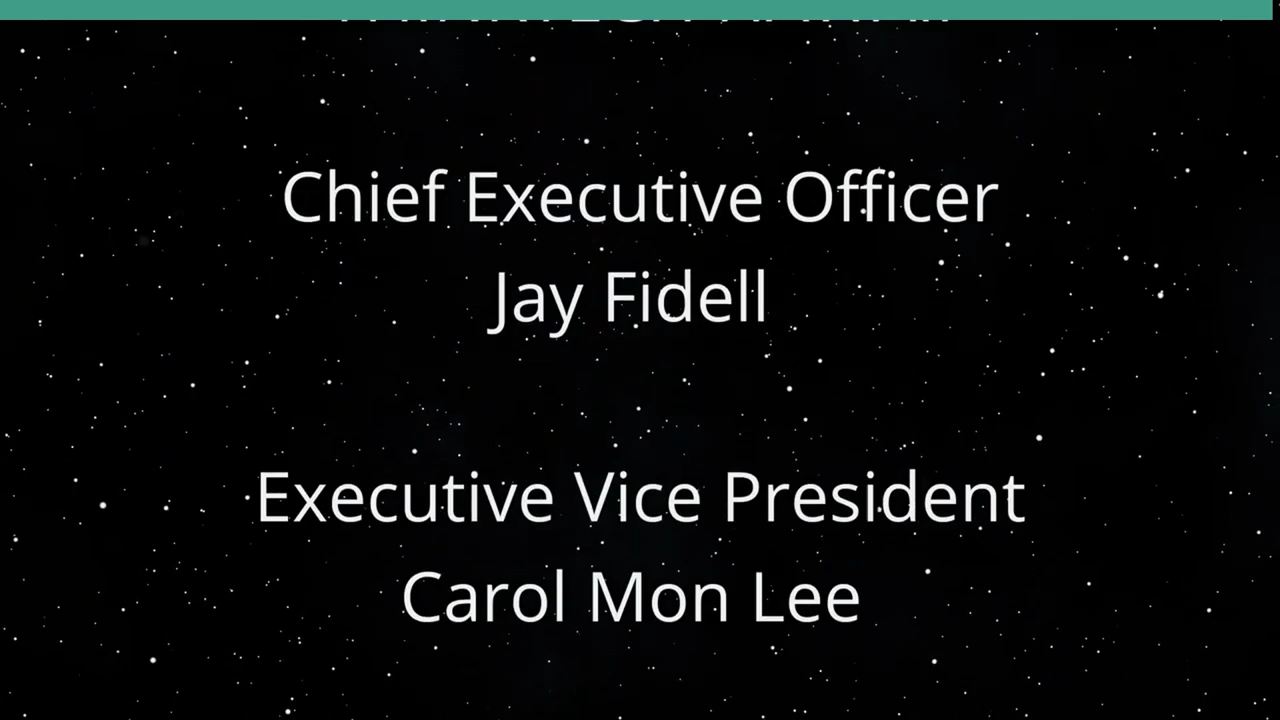 Chief Executive Officer
Jay Fidell
Executive Vice President
Carol Mon Lee